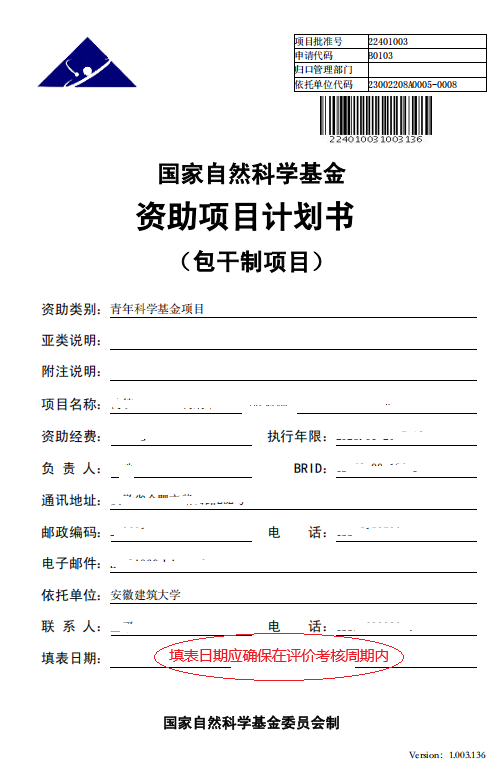 项目批准号 22401003
申请代码 B0103
归口管理部门
依托单位代码 23002208A0005-0008
224010031003136
国家自然科学基金
资助项目计划书
（包干制项目）
资助类别： 青年科学基金项目
亚类说明：
附注说明：
项目名称：
资助经费： 执行年限：
负 责 人： BRID：
通讯地址：
邮政编码： 电 话：
电子邮件：
依托单位： 安徽建筑大学
联 系 人： 电 话：
填表日期： 填表日期应确保在评价考核周期内
国家自然科学基金委员会制
Version: 1.003.136